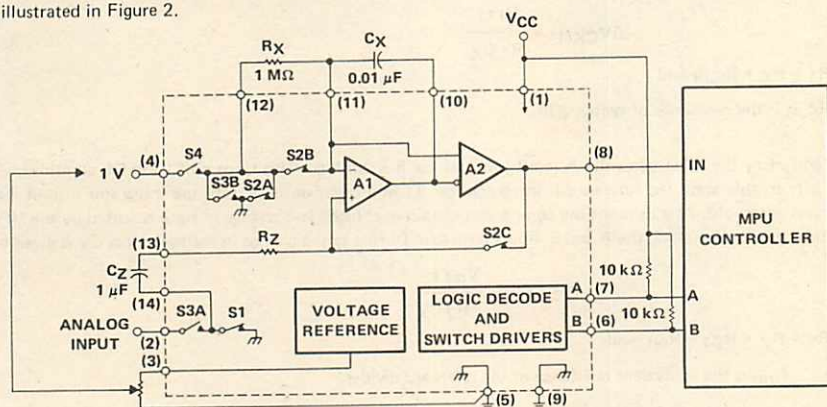 illustrated in Figure 2.
VCC
RX
1 MΩ
CX
0.01 μF
(12)
(11)
(10)
(1)
1 V
(4)
S4
S3B
S2A
S2B
A1
A2
(8)
IN
MPU
CONTROLLER
(13)
RZ
S2C
CZ
1 μF
(14)
10 kΩ
A
(7)
A
10 kΩ
B
(6)
B
LOGIC DECODE
AND
SWITCH DRIVERS
VOLTAGE
REFERENCE
ANALOG
INPUT
S3A
S1
(2)
(3)
(5)
(9)